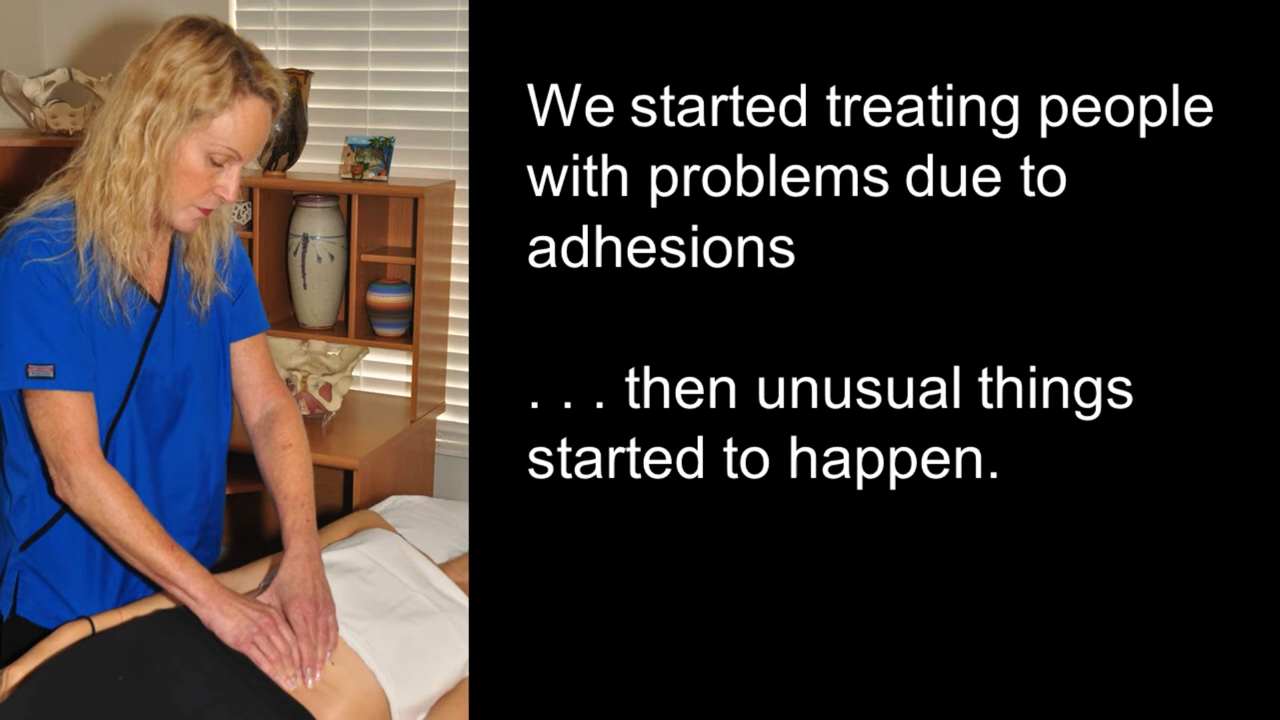 We started treating people
with problems due to
adhesions
. . . then unusual things
started to happen.